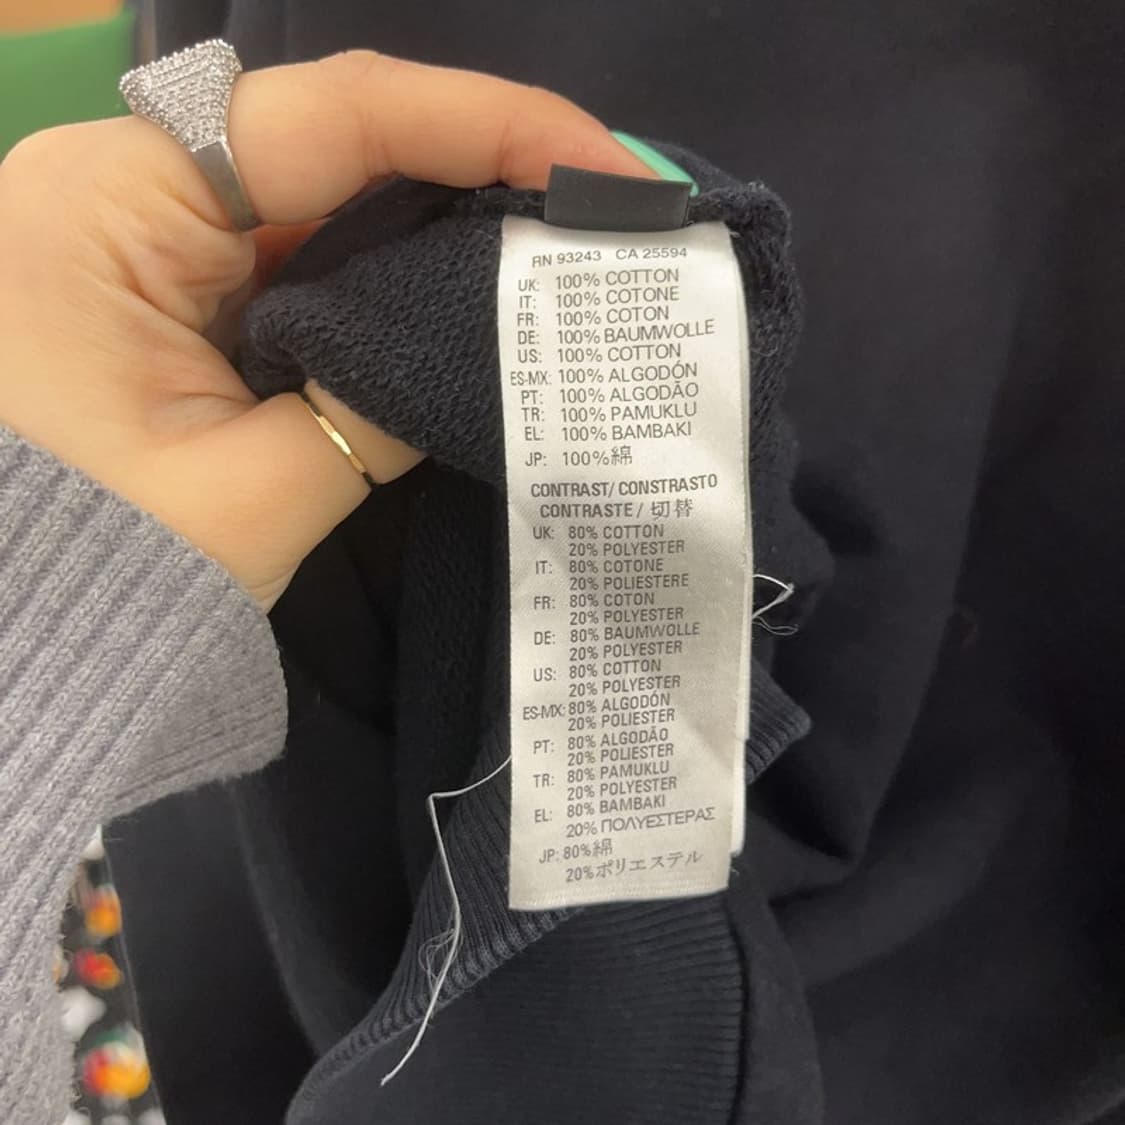 RN 93243 CA 25594
UK: 100% COTTON
IT: 100% COTONE
FR: 100% COTON
DE: 100% BAUMWOLLE
US: 100% COTTON
ES-MX: 100% ALGODÓN
PT: 100% ALGODÃO
TR: 100% PAMUKLU
EL: 100% BAMBAKI
JP: 100%綿
CONTRAST/ CONSTRASTO
CONTRASTE / 切替
UK: 80% COTTON
20% POLYESTER
IT: 80% COTONE
20% POLIESTERE
FR: 80% COTON
20% POLYESTER
DE: 80% BAUMWOLLE
20% POLYESTER
US: 80% COTTON
20% POLYESTER
ES-MX: 80% ALGODÓN
20% POLIESTER
PT: 80% ALGODÃO
20% POLIESTER
TR: 80% PAMUKLU
20% POLYESTER
EL: 80% BAMBAKI
20% ΠΟΛΥΕΣΤΕΡΑΣ
JP: 80%綿
20%ポリエステル